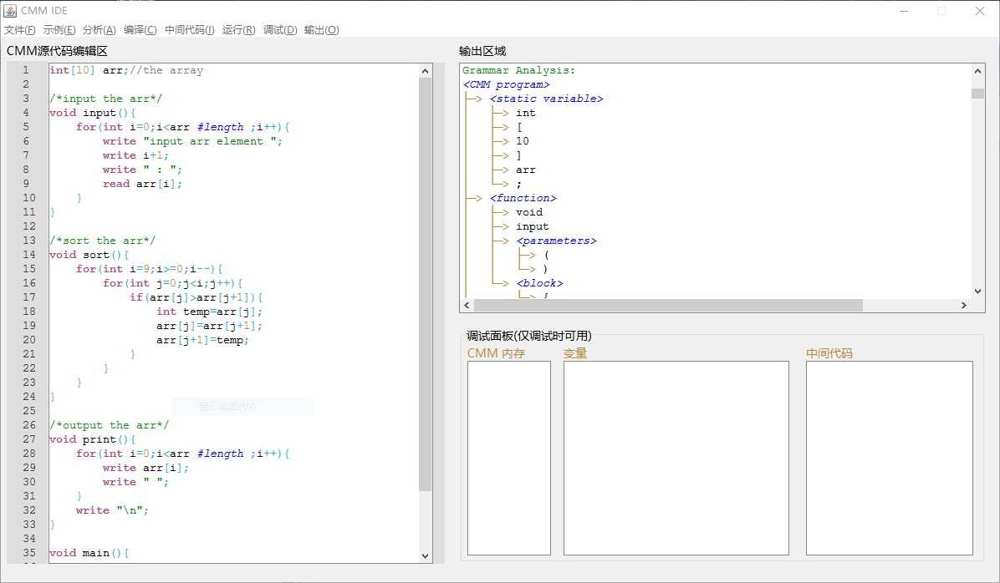 CMM IDE
文件(F) 示例(E) 分析(A) 编译(C) 中间代码(I) 运行(R) 调试(D) 输出(O)
CMM源代码编辑区
1 int[10] arr;//the array
2
3 /*input the arr*/
4 void input(){
5 for(int i=0;i<arr #length ;i++){
6 write "input arr element ";
7 write i+1;
8 write " : ";
9 read arr[i];
10 }
11 }
12
13 /*sort the arr*/
14 void sort(){
15 for(int i=9;i>=0;i--){
16 for(int j=0;j<i;j++){
17 if(arr[j]>arr[j+1]){
18 int temp=arr[j];
19 arr[j]=arr[j+1];
20 arr[j+1]=temp;
21 }
22 }
23 }
24 }
25
26 /*output the arr*/
27 void print(){
28 for(int i=0;i<arr #length ;i++){
29 write arr[i];
30 write " ";
31 }
32 write "\n";
33 }
34
35 void main(){
窗口截图(W)
输出区域
Grammar Analysis:
<CMM program>
<static variable>
int
[
10
]
arr
;
<function>
void
input
<parameters>
(
)
<block>
{
调试面板(仅调试时可用)
CMM 内存 变量 中间代码